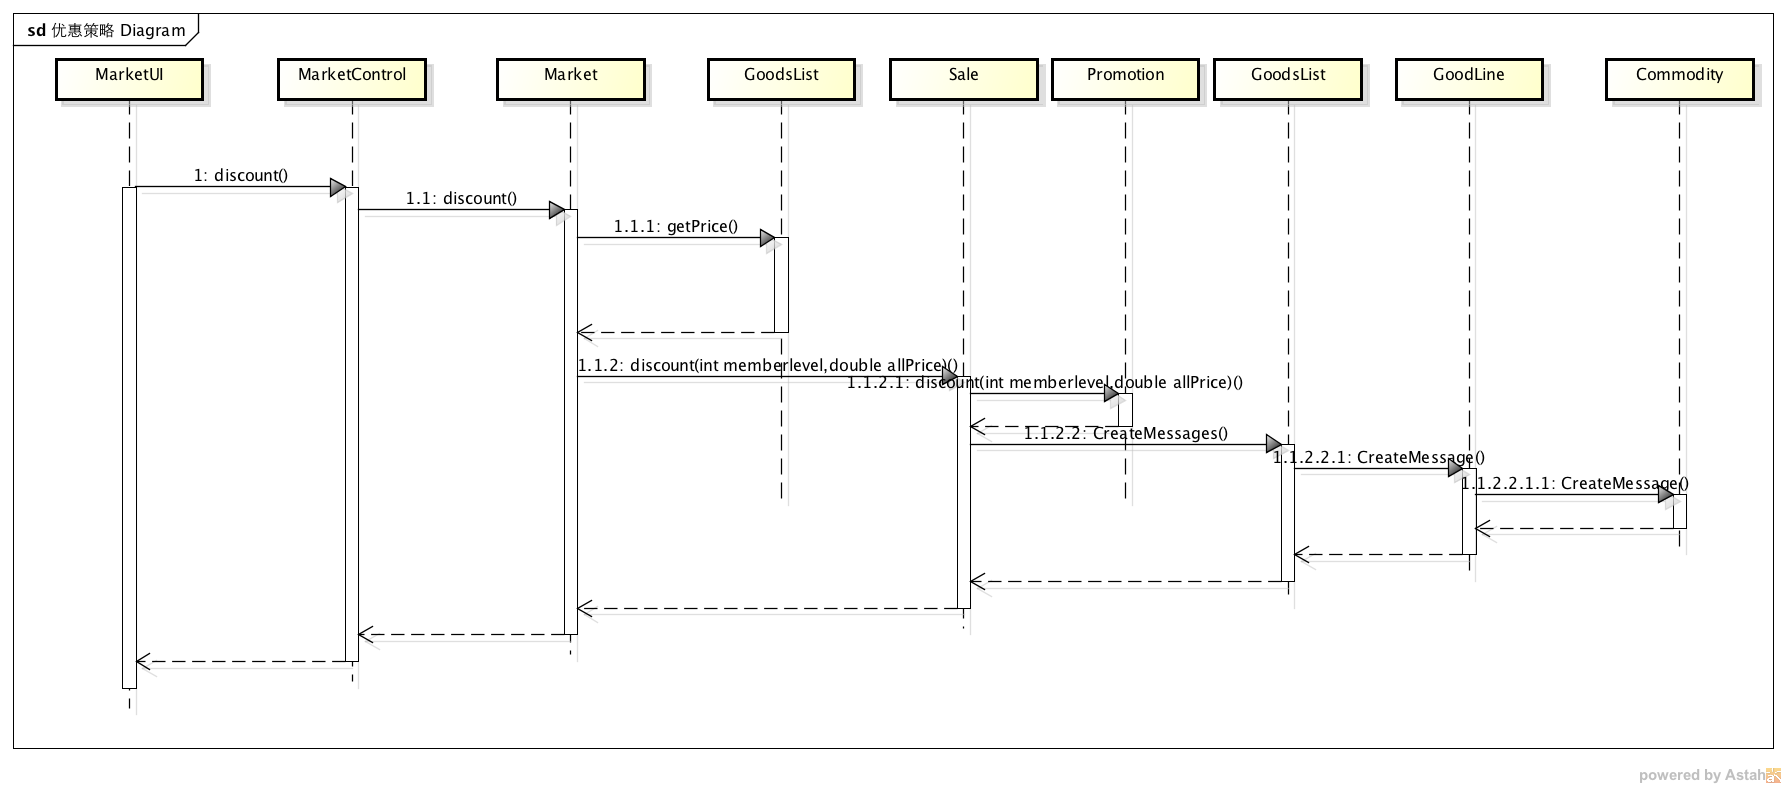 sd 优惠策略 Diagram
MarketUI
MarketControl
Market
GoodsList
Sale
Promotion
GoodsList
GoodLine
Commodity
1: discount()
1.1: discount()
1.1.1: getPrice()
1.1.2: discount(int memberlevel,double allPrice)()
1.1.2.1: discount(int memberlevel,double allPrice)()
1.1.2.2: CreateMessages()
1.1.2.2.1: CreateMessage()
1.1.2.2.1.1: CreateMessage()
powered by Astah